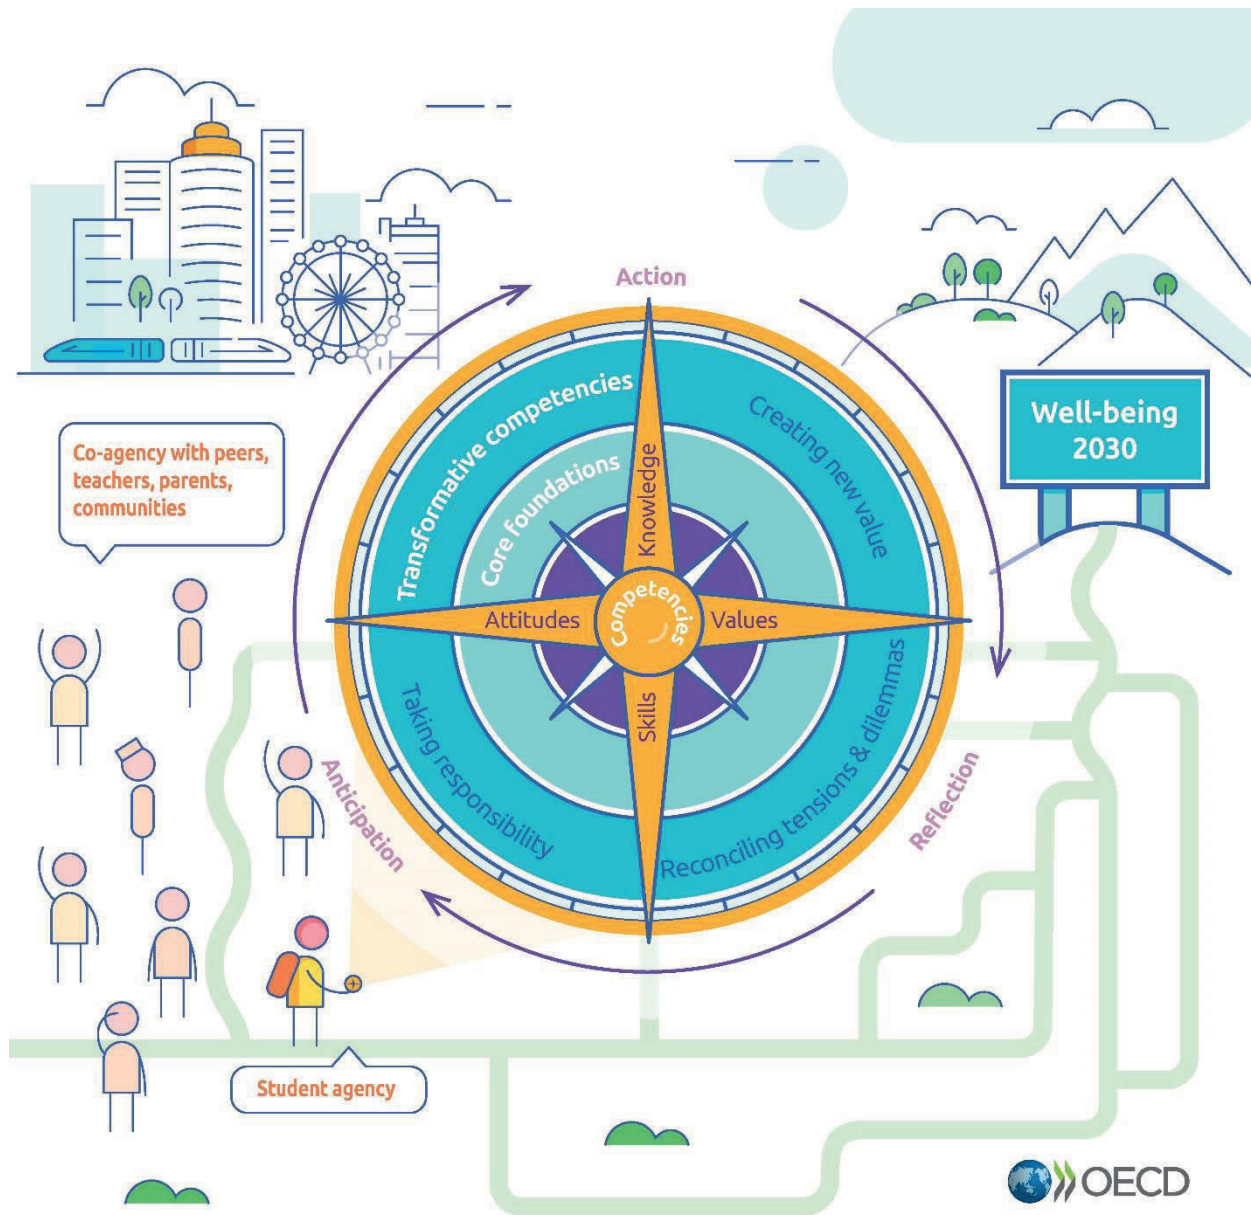 Action
Transformative competencies
Creating new value
Core foundations
Knowledge
Well-being
2030
Co-agency with peers,
teachers, parents,
communities
Attitudes
Competencies
Values
Skills
Taking responsibility
Reconciling tensions & dilemmas
Anticipation
Reflection
Student agency
OECD